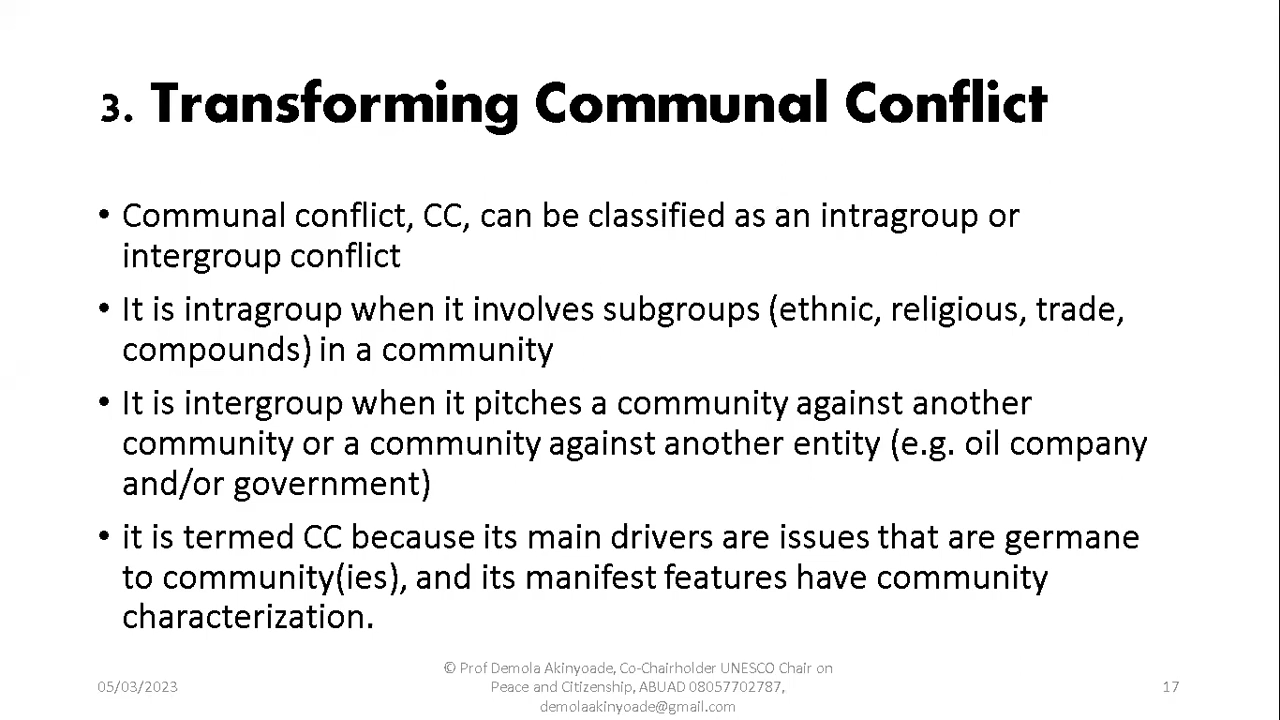 3. Transforming Communal Conflict
• Communal conflict, CC, can be classified as an intragroup or
intergroup conflict
• It is intragroup when it involves subgroups (ethnic, religious, trade,
compounds) in a community
• It is intergroup when it pitches a community against another
community or a community against another entity (e.g. oil company
and/or government)
• it is termed CC because its main drivers are issues that are germane
to community(ies), and its manifest features have community
characterization.
05/03/2023
© Prof Demola Akinyoade, Co-Chairholder UNESCO Chair on
Peace and Citizenship, ABUAD 08057702787,
demolaakinyoade@gmail.com
17